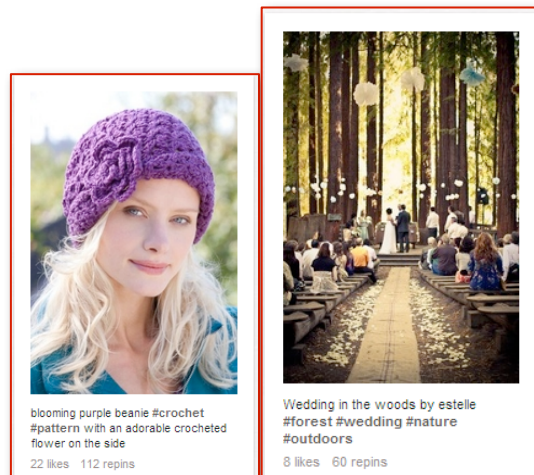 blooming purple beanie #crochet
#pattern with an adorable crocheted
flower on the side
22 likes 112 repins
Wedding in the woods by estelle
#forest #wedding #nature
#outdoors
8 likes 60 repins